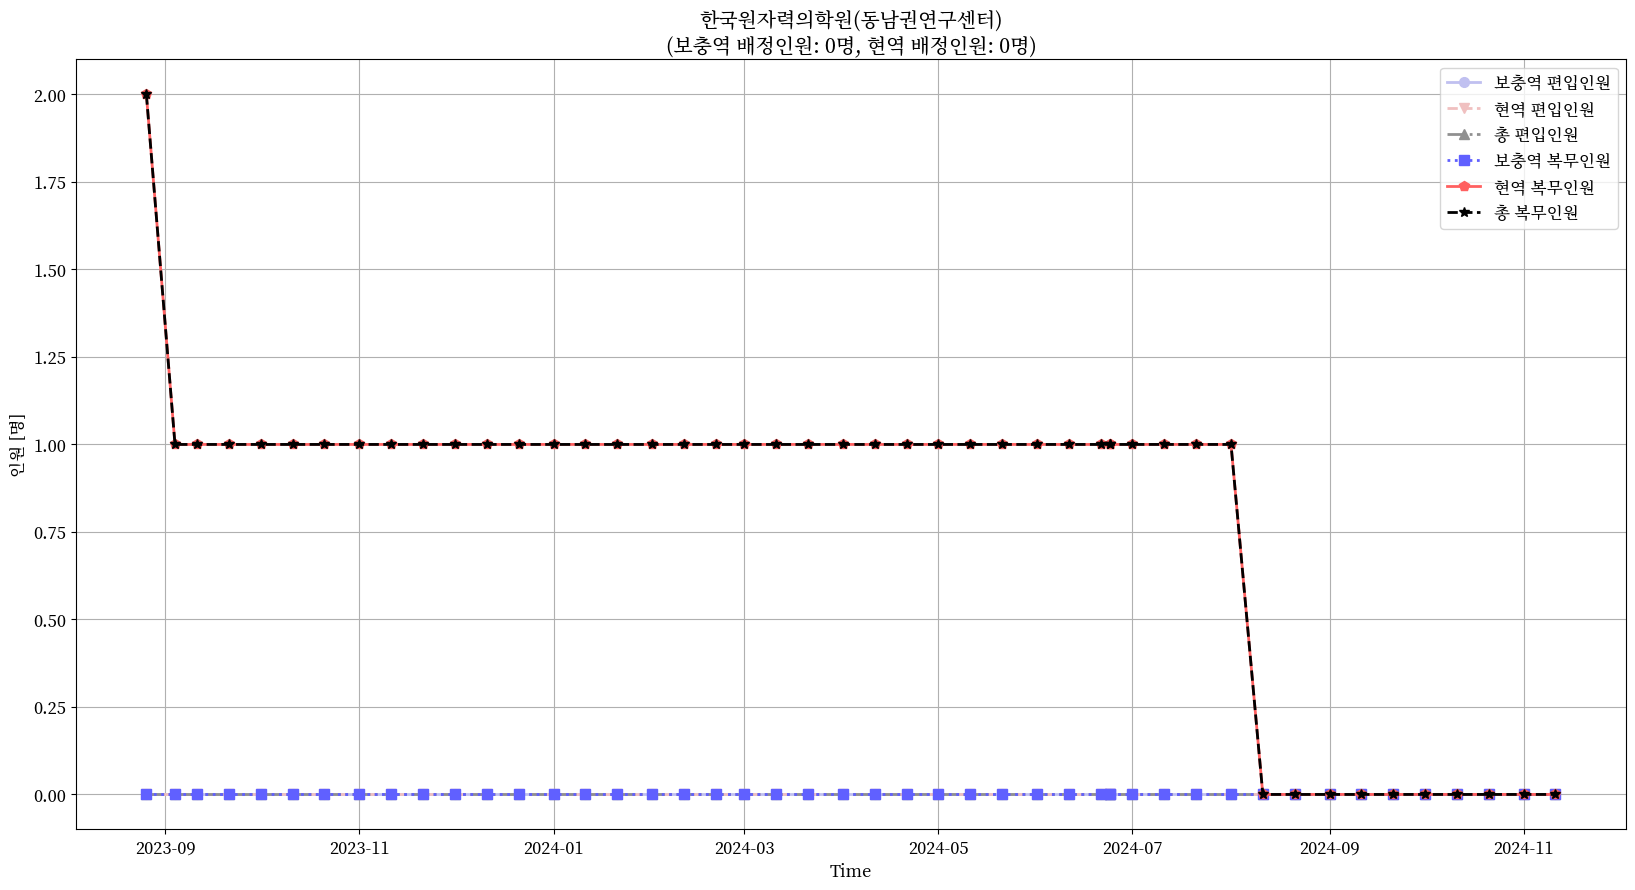 한국원자력의학원(동남권연구센터)
(보충역 배정인원: 0명, 현역 배정인원: 0명)
보충역 편입인원
현역 편입인원
총 편입인원
보충역 복무인원
현역 복무인원
총 복무인원
인원 [명]
2.00
1.75
1.50
1.25
1.00
0.75
0.50
0.25
0.00
2023-09 2023-11 2024-01 2024-03 2024-05 2024-07 2024-09 2024-11
Time